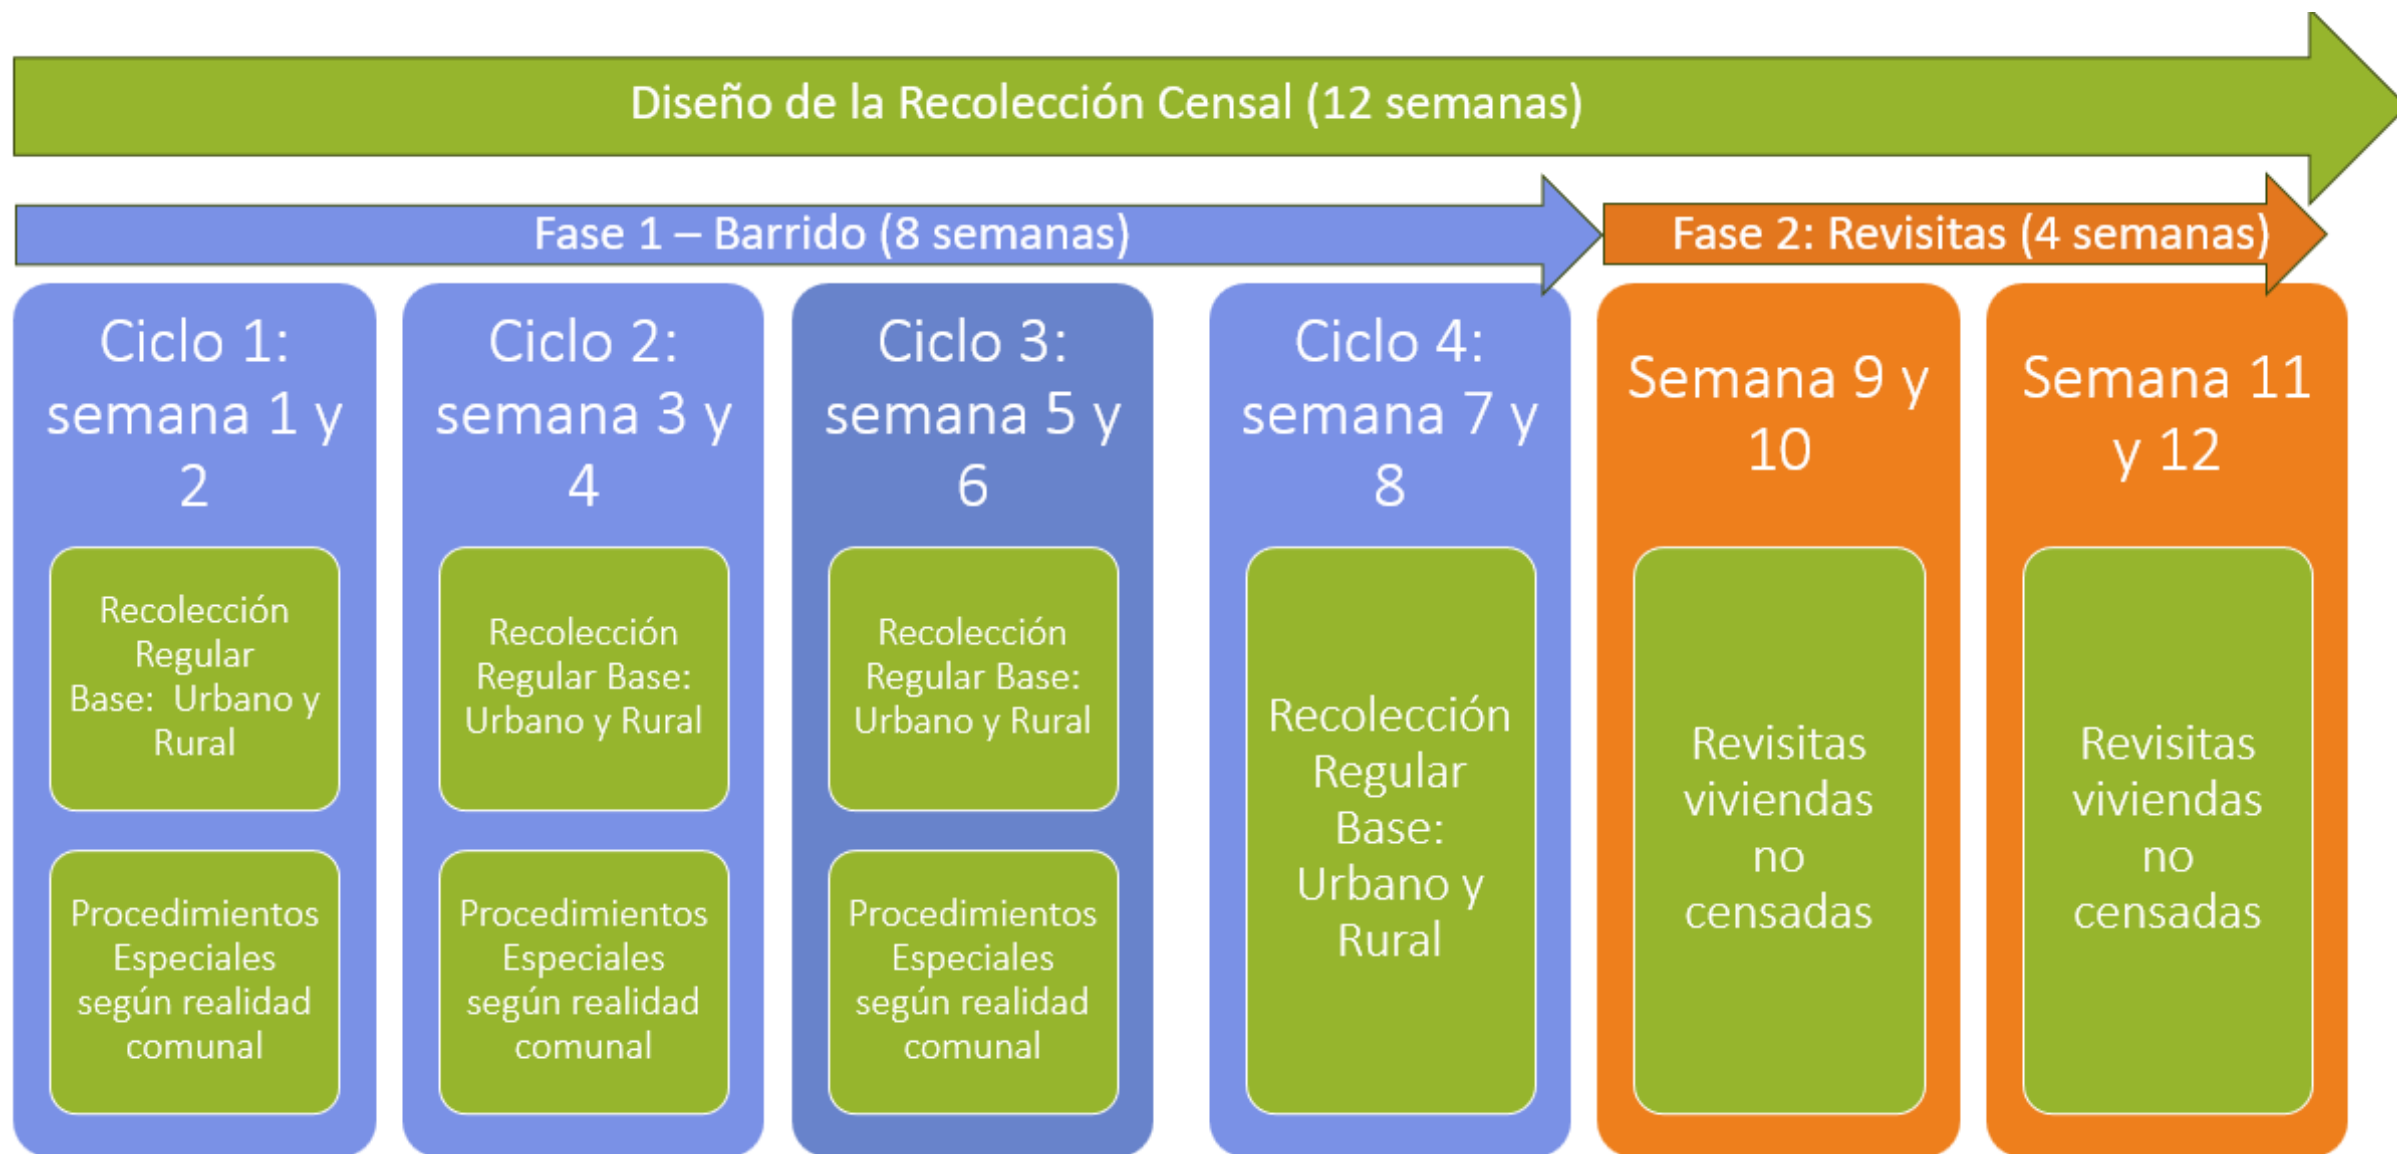 Diseño de la Recolección Censal (12 semanas)
Fase 1 – Barrido (8 semanas)
Fase 2: Revisitas (4 semanas)
Ciclo 1:
semana 1 y
2
Recolección
Regular
Base: Urbano y
Rural
Procedimientos
Especiales
según realidad
comunal
Ciclo 2:
semana 3 y
4
Recolección
Regular Base:
Urbano y Rural
Procedimientos
Especiales
según realidad
comunal
Ciclo 3:
semana 5 y
6
Recolección
Regular Base:
Urbano y Rural
Procedimientos
Especiales
según realidad
comunal
Ciclo 4:
semana 7 y
8
Recolección
Regular
Base:
Urbano y
Rural
Semana 9 y
10
Revisitas
viviendas
no
censadas
Semana 11
y 12
Revisitas
viviendas
no
censadas